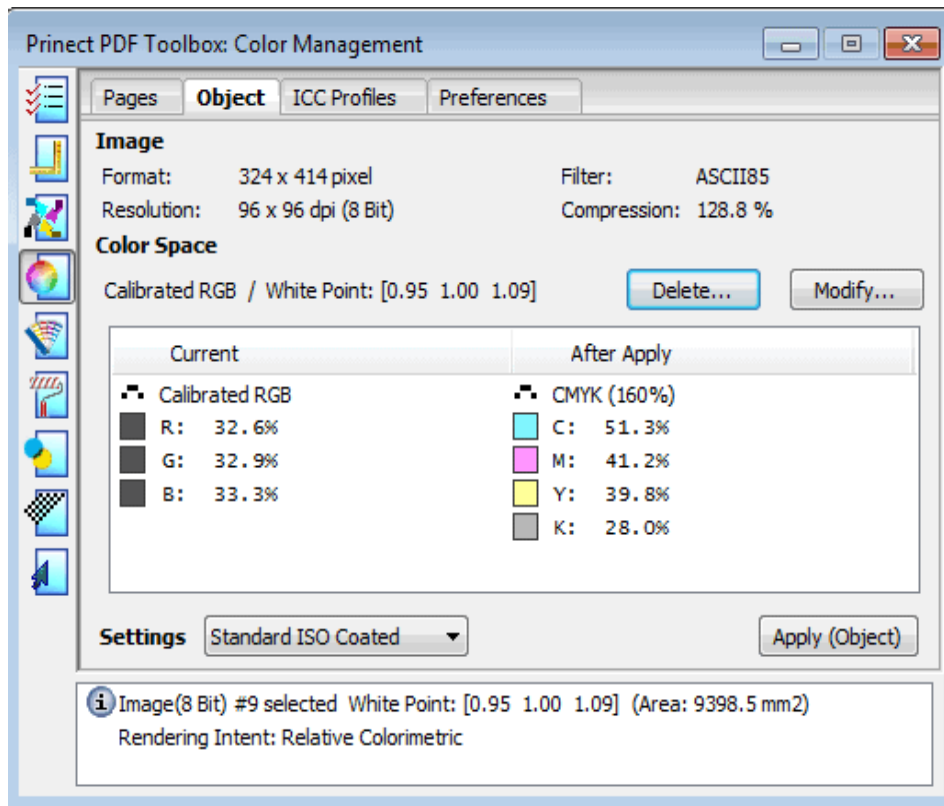 Prinect PDF Toolbox: Color Management
Pages Object ICC Profiles Preferences
Image
Format: 324 x 414 pixel Filter: ASCII85
Resolution: 96 x 96 dpi (8 Bit) Compression: 128.8 %
Color Space
Calibrated RGB / White Point: [0.95 1.00 1.09] Delete... Modify...
Current After Apply
Calibrated RGB CMYK (160%)
R: 32.6% C: 51.3%
G: 32.9% M: 41.2%
B: 33.3% Y: 39.8%
K: 28.0%
Settings Standard ISO Coated Apply (Object)
Image(8 Bit) #9 selected White Point: [0.95 1.00 1.09] (Area: 9398.5 mm2)
Rendering Intent: Relative Colorimetric